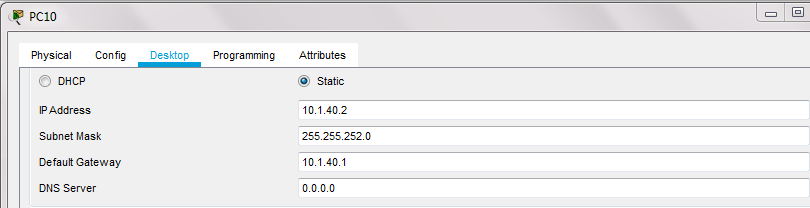 PC10
Physical Config Desktop Programming Attributes
DHCP Static
IP Address 10.1.40.2
Subnet Mask 255.255.252.0
Default Gateway 10.1.40.1
DNS Server 0.0.0.0